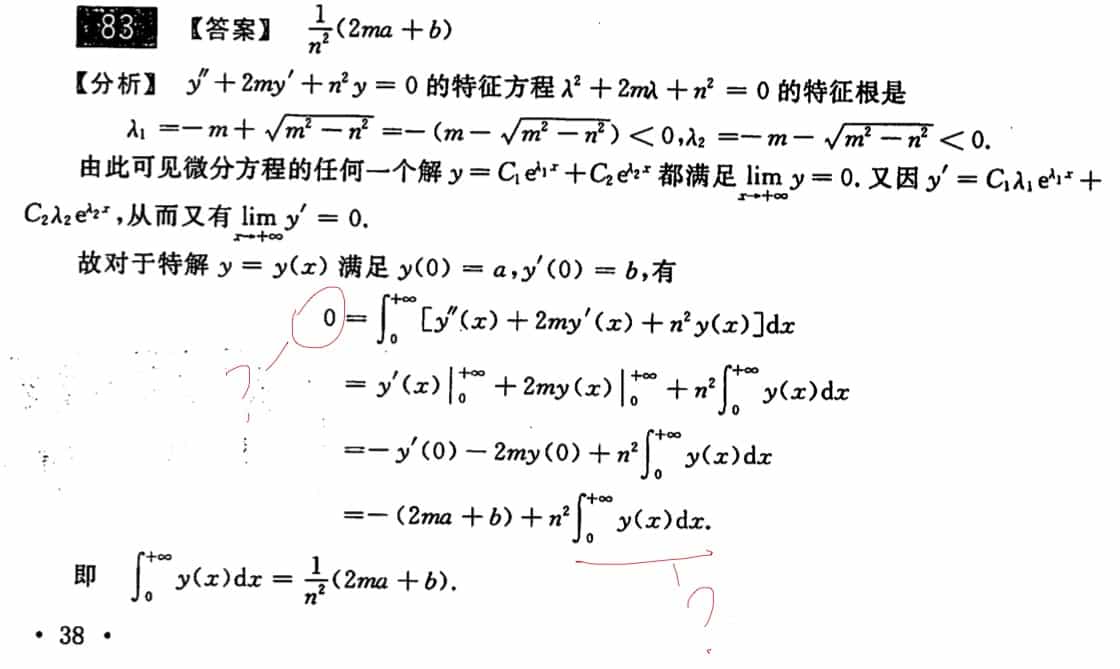 83 【答案】 $\frac{1}{n^2}(2ma+b)$
【分析】 $y''+2my'+n^2y=0$ 的特征方程 $\lambda^2+2m\lambda+n^2=0$ 的特征根是
$\lambda_1=-m+\sqrt{m^2-n^2}=-(m-\sqrt{m^2-n^2})<0,\lambda_2=-m-\sqrt{m^2-n^2}<0.$
由此可见微分方程的任何一个解 $y=C_1e^{\lambda_1x}+C_2e^{\lambda_2x}$ 都满足 $\lim\limits_{x\to+\infty}y=0$. 又因 $y'=C_1\lambda_1e^{\lambda_1x}+$
$C_2\lambda_2e^{\lambda_2x}$,从而又有 $\lim\limits_{x\to+\infty}y'=0.$
故对于特解 $y=y(x)$ 满足 $y(0)=a,y'(0)=b$,有
$0=\int_0^{+\infty}[y''(x)+2my'(x)+n^2y(x)]dx$
?
$=y'(x)\big|_0^{+\infty}+2my(x)\big|_0^{+\infty}+n^2\int_0^{+\infty}y(x)dx$
$=-y'(0)-2my(0)+n^2\int_0^{+\infty}y(x)dx$
$=-(2ma+b)+n^2\int_0^{+\infty}y(x)dx.$
?
即 $\int_0^{+\infty}y(x)dx=\frac{1}{n^2}(2ma+b).$
• 38 •